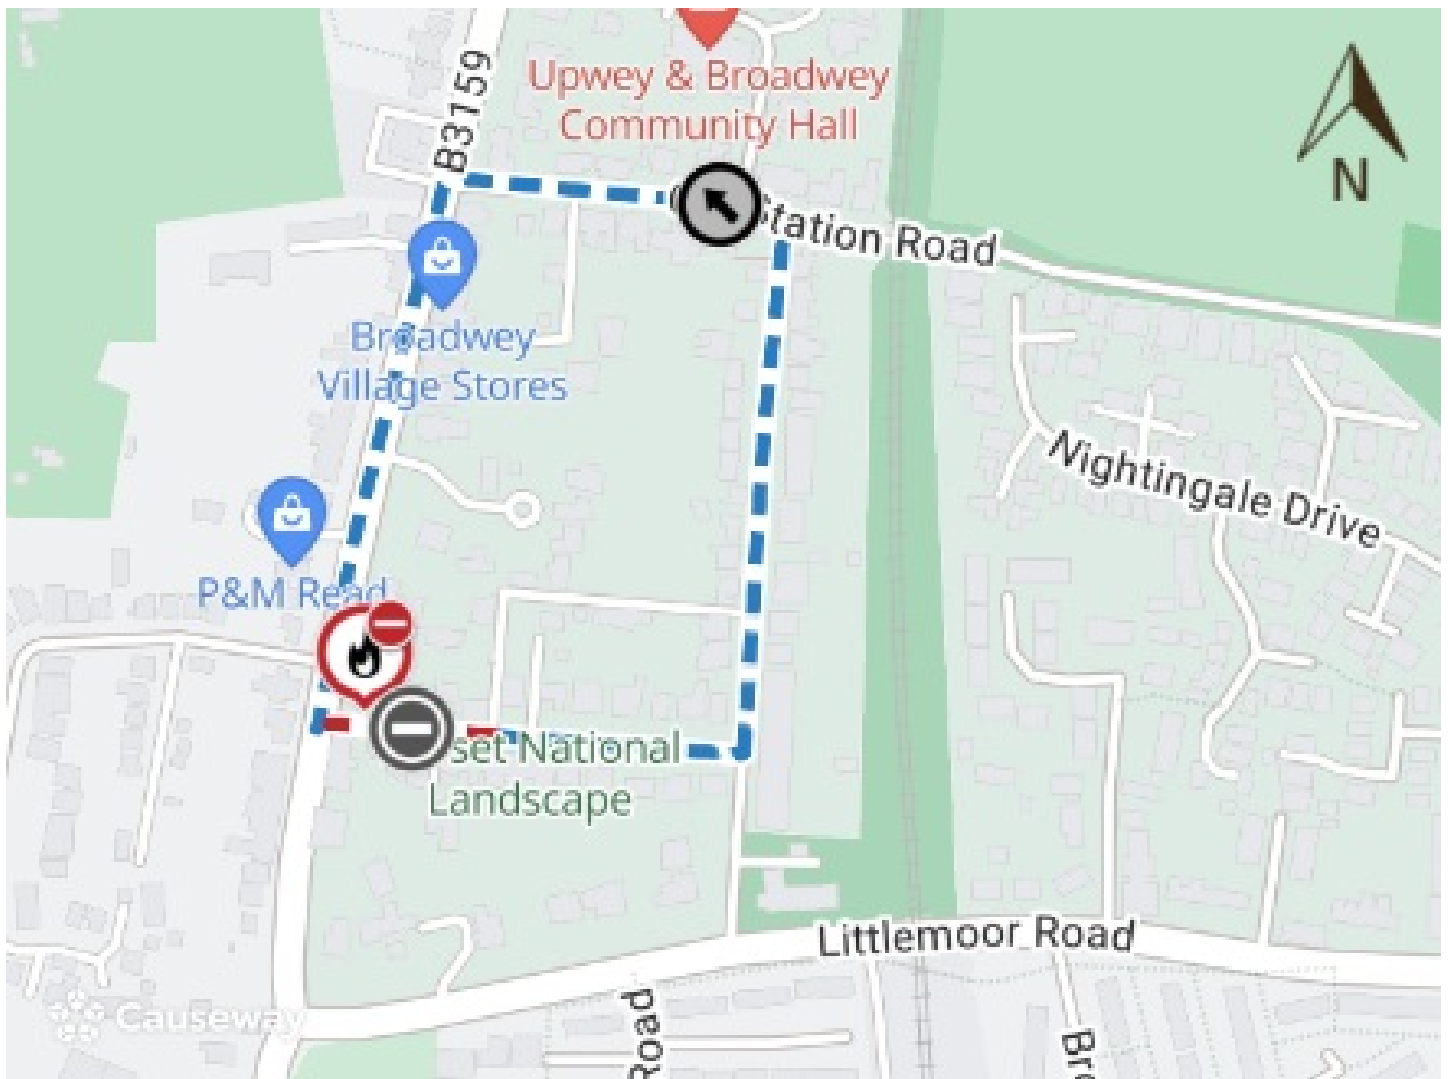 B3159
Upwey & Broadwey
Community Hall
N
Station Road
Broadwey
Village Stores
Nightingale Drive
P&M Read
set National
Landscape
Littlemoor Road
Causeway
Road
Bro